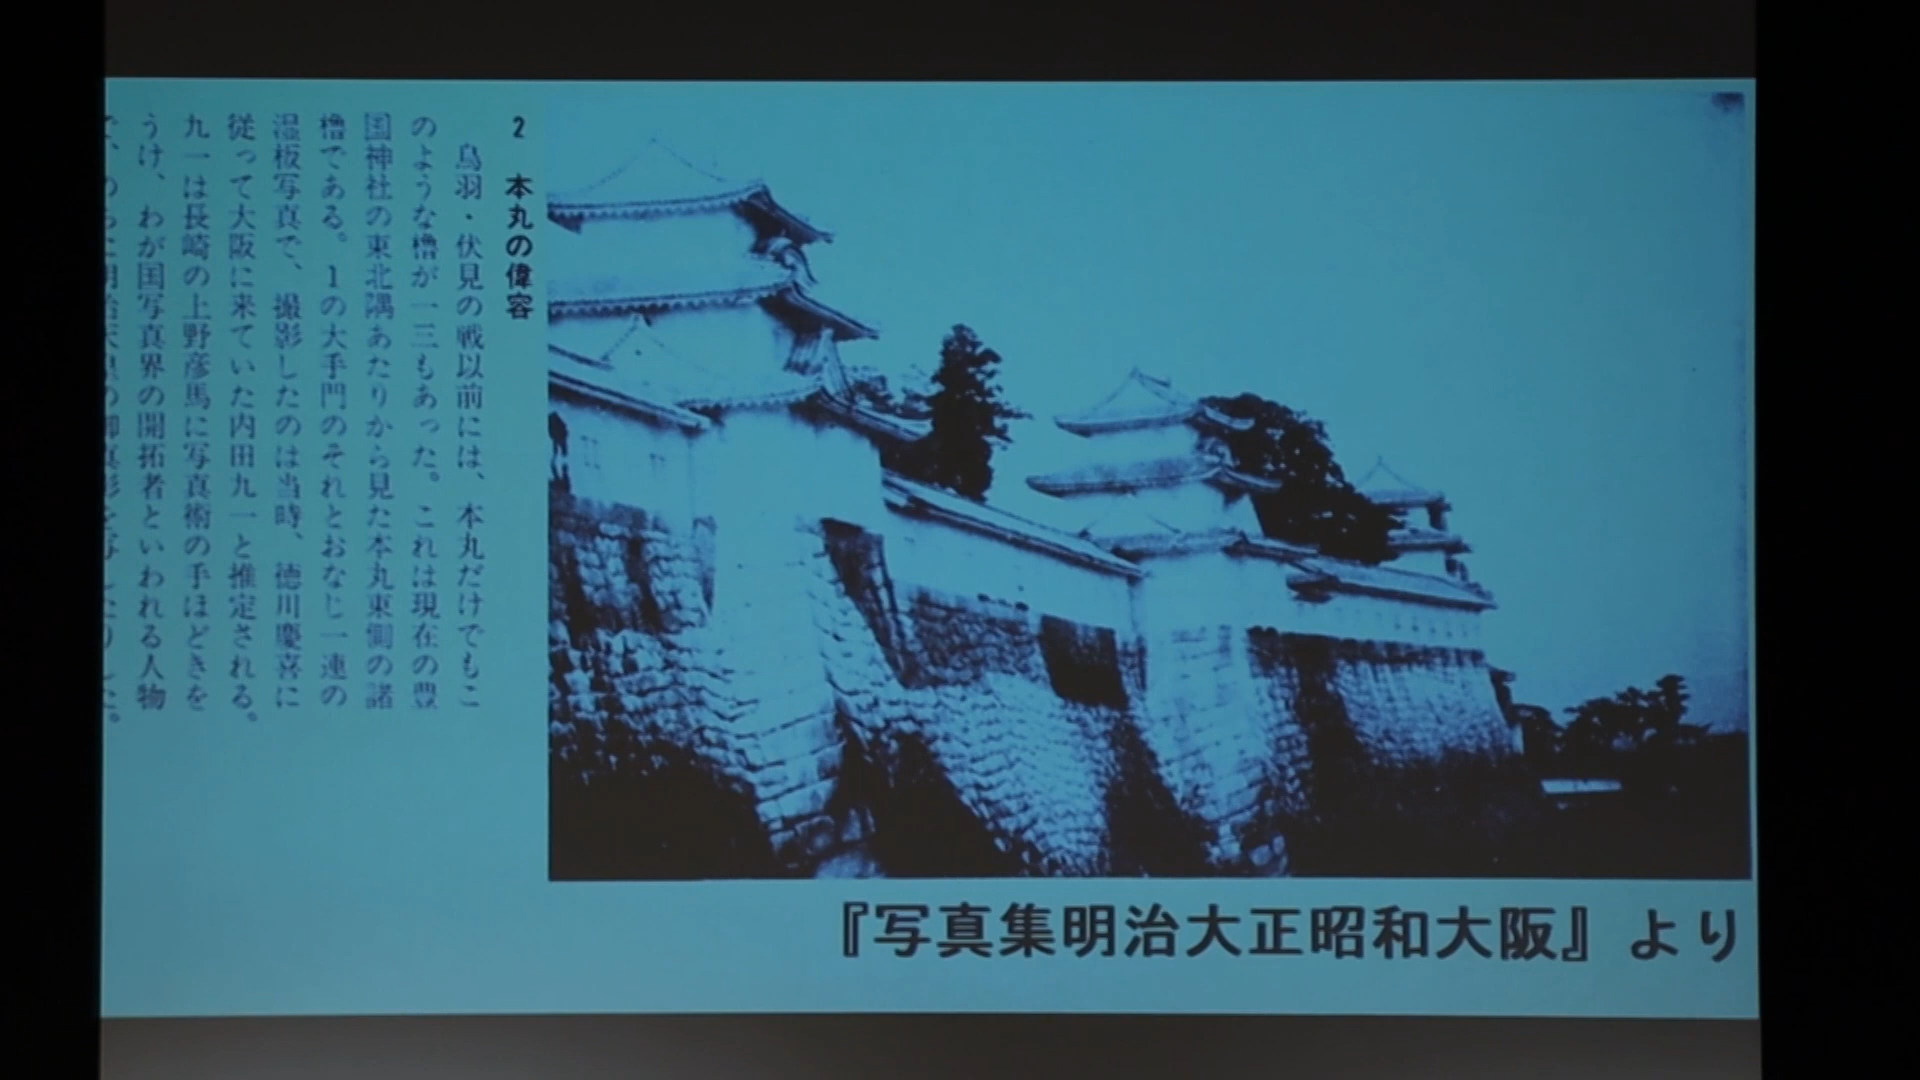 2 本丸の偉容
鳥羽・伏見の戦以前には、本丸だけでもこ
のような櫓が一三もあった。これは現在の豊
国神社の東北隅あたりから見た本丸東側の諸
櫓である。1の大手門のそれとおなじ一連の
湿板写真で、撮影したのは当時、徳川慶喜に
従って大阪に来ていた内田九一と推定される。
九一は長崎の上野彦馬に写真術の手ほどきを
うけ、わが国写真界の開拓者といわれる人物
『写真集明治大正昭和大阪』より